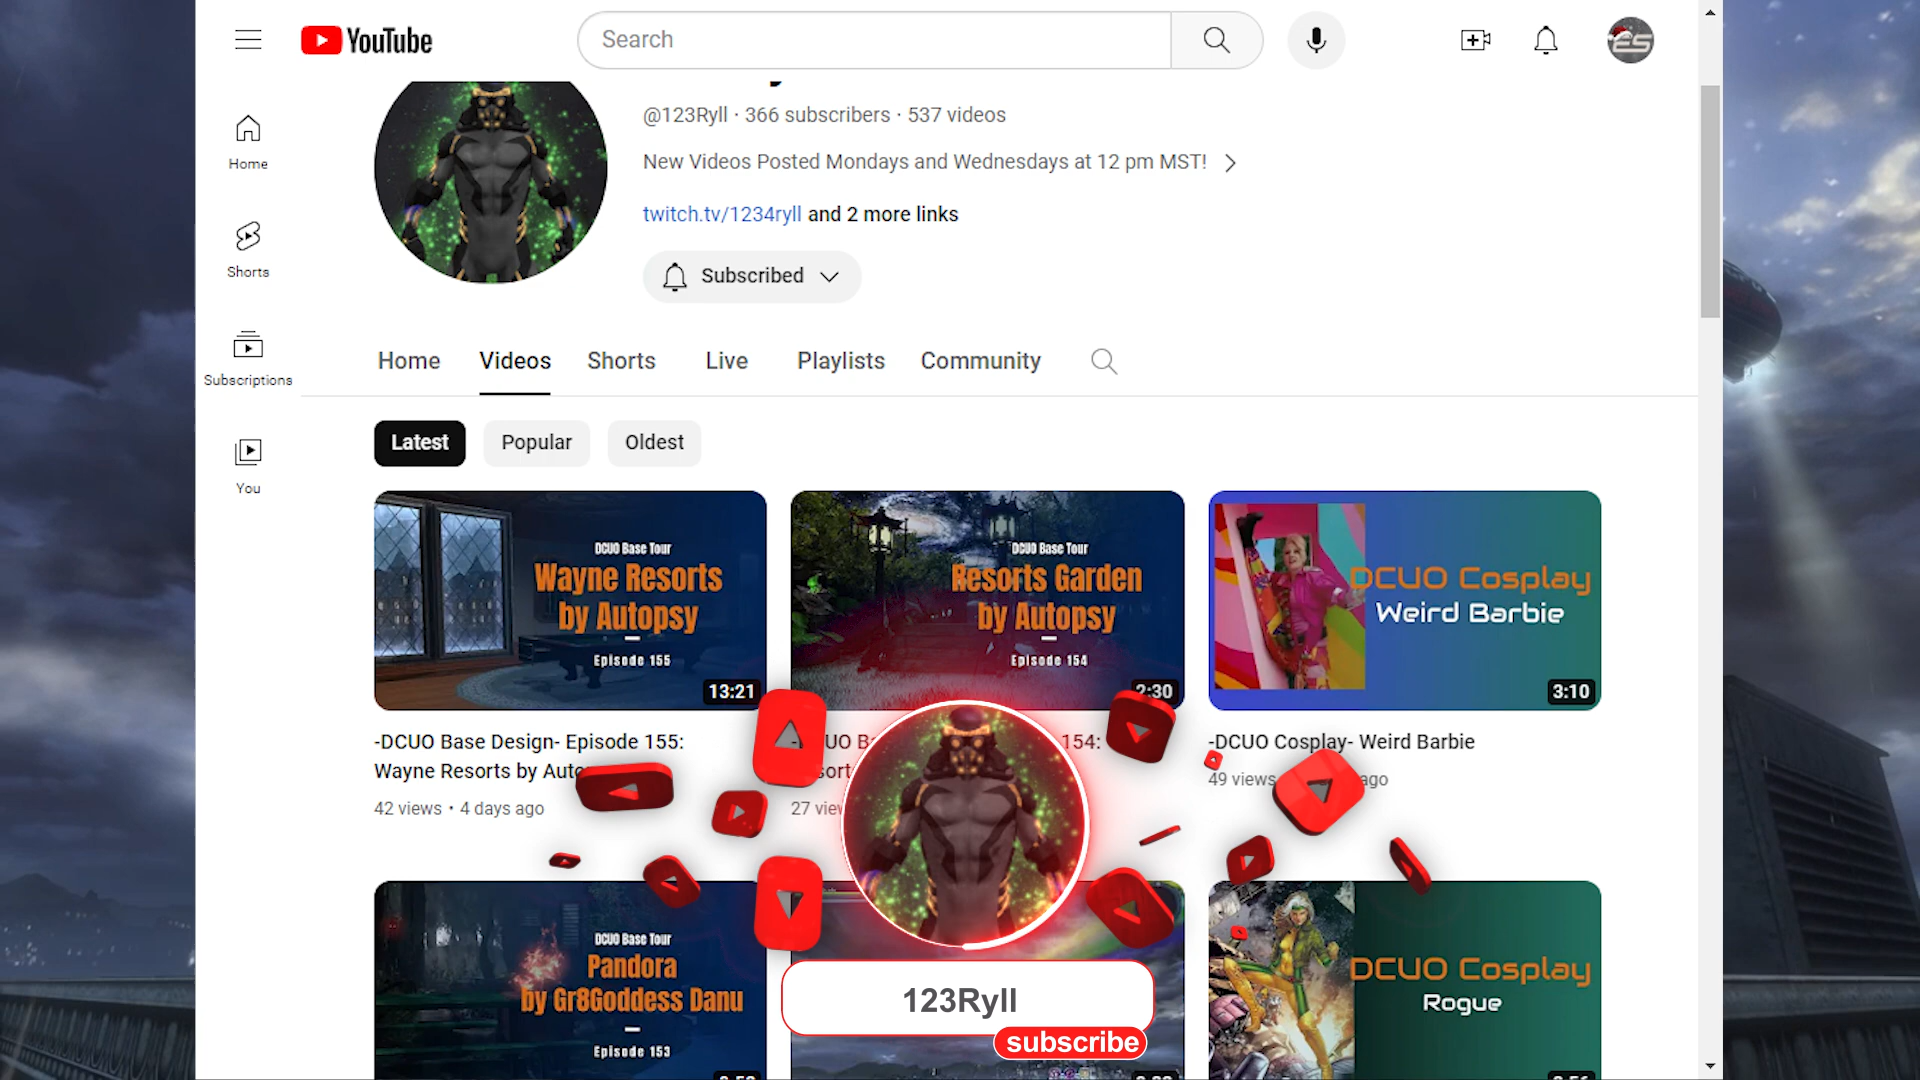 YouTube
Search
ES
@123Ryll · 366 subscribers · 537 videos
New Videos Posted Mondays and Wednesdays at 12 pm MST!
twitch.tv/1234ryll and 2 more links
Subscribed
Home
Shorts
Subscriptions
You
Home Videos Shorts Live Playlists Community
Latest Popular Oldest
DCUO Base Tour
Wayne Resorts
by Autopsy
Episode 155
13:21
-DCUO Base Design- Episode 155:
Wayne Resorts by
42 views · 4 days ago
DCUO Base Tour
Resorts Garden
by Autopsy
Episode 154
2:30
154:
27
DCUO Cosplay
Weird Barbie
3:10
-DCUO Cosplay- Weird Barbie
49 views ago
DCUO Base Tour
Pandora
by Gr8Goddess Danu
Episode 153
DCUO Cosplay
Rogue
123Ryll
subscribe